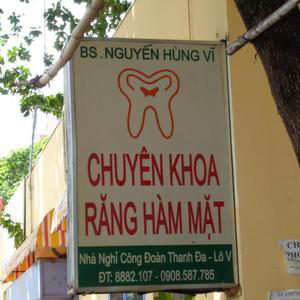 BS. NGUYỄN HÙNG VĨ
CHUYÊN KHOA
RĂNG HÀM MẶT
Nhà Nghỉ Công Đoàn Thanh Đa - Lô V
ĐT: 8882.107 - 0908.587.785